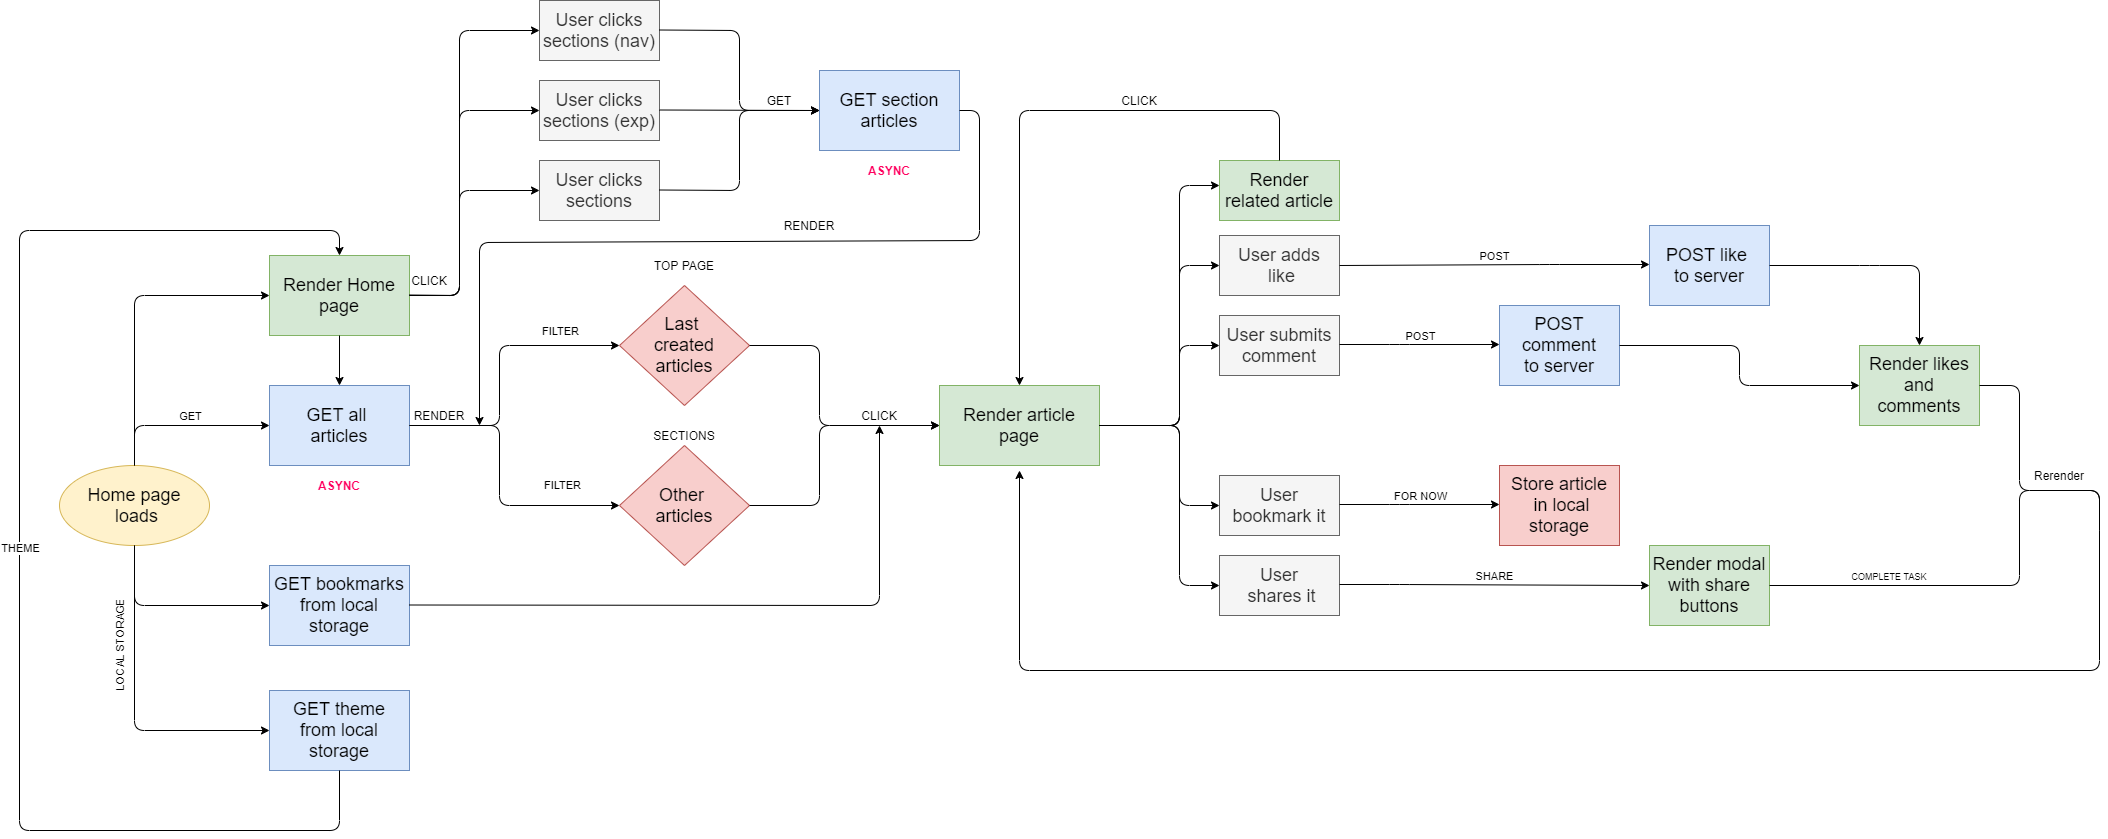 User clicks
sections (nav)
User clicks
sections (exp)
GET
GET section
articles
ASYNC
User clicks
sections
CLICK
Render
related article
RENDER
User adds
like
POST
POST like
to server
TOP PAGE
Render Home
page
CLICK
FILTER
Last
created
articles
User submits
comment
POST
POST
comment
to server
Render likes
and
comments
GET
GET all
articles
RENDER
ASYNC
SECTIONS
CLICK
Render article
page
FILTER
Other
articles
Home page
loads
User
bookmark it
FOR NOW
Store article
in local
storage
Rerender
THEME
GET bookmarks
from local
storage
User
shares it
SHARE
Render modal
with share
buttons
COMPLETE TASK
LOCAL STORAGE
GET theme
from local
storage